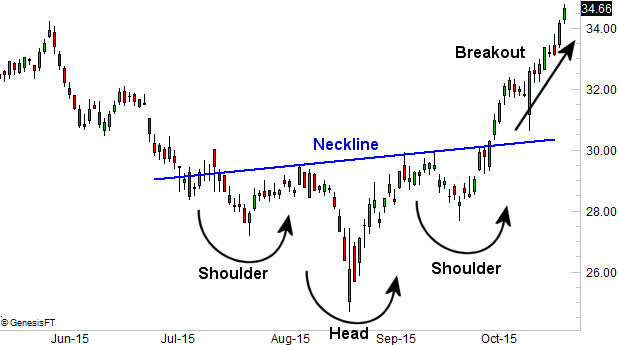 34.66
34.00
Breakout
32.00
Neckline
30.00
28.00
Shoulder
Shoulder
26.00
Head
© GenesisFT
Jun-15
Jul-15
Aug-15
Sep-15
Oct-15